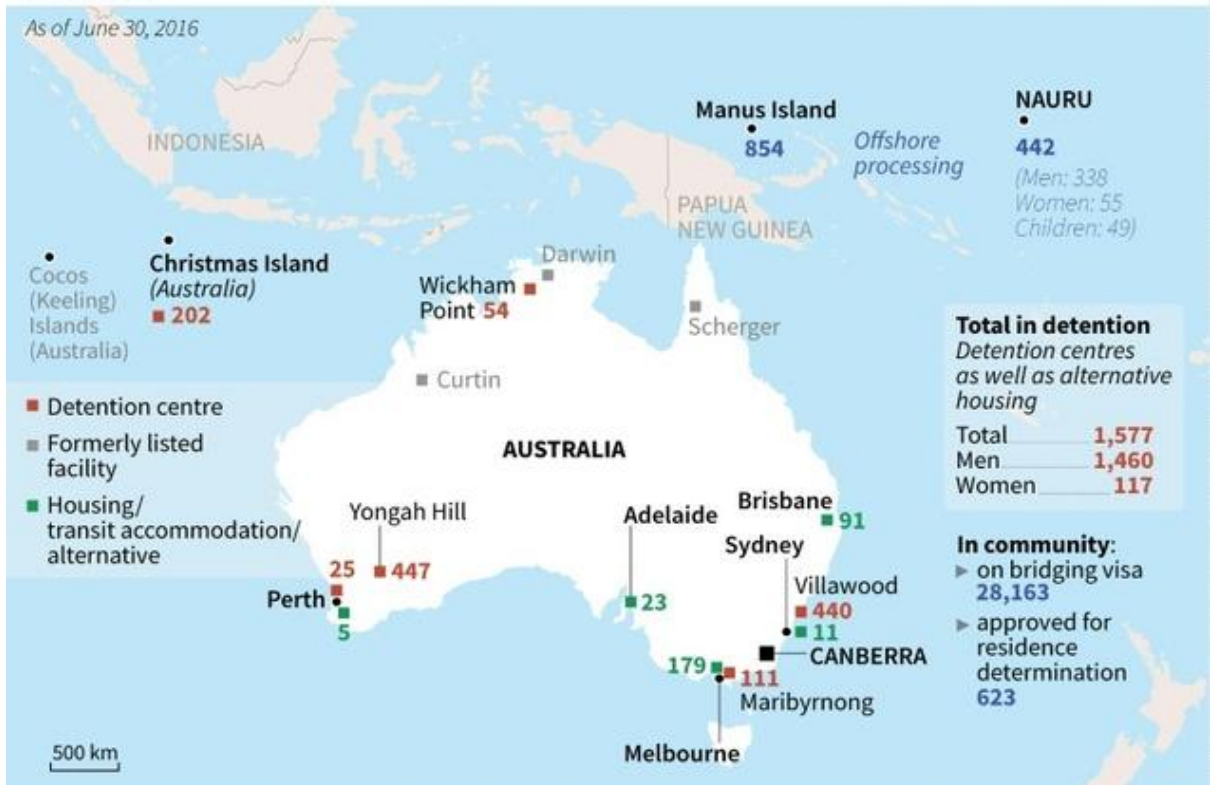 As of June 30, 2016
INDONESIA
Manus Island
854
Offshore
processing
NAURU
442
(Men: 338
Women: 55
Children: 49)
PAPUA
NEW GUINEA
Cocos
(Keeling)
Islands
(Australia)
Christmas Island
(Australia)
202
Darwin
Wickham
Point 54
Scherger
Curtin
Detention centre
Formerly listed
facility
Housing/
transit accommodation/
alternative
AUSTRALIA
Total in detention
Detention centres
as well as alternative
housing
Total 1,577
Men 1,460
Women 117
In community:
on bridging visa
28,163
approved for
residence
determination
623
Yongah Hill
447
25
Perth
5
Adelaide
23
Brisbane
91
Sydney
Villawood
440
11
CANBERRA
179
111
Maribyrnong
Melbourne
500 km